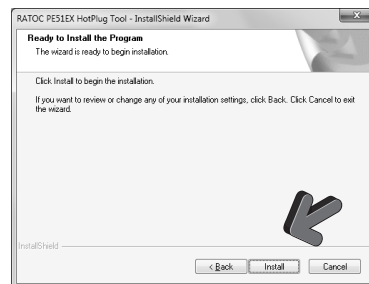 RATOC PE51EX HotPlug Tool - InstallShield Wizard
Ready to Install the Program
The wizard is ready to begin installation.
Click Install to begin the installation.
If you want to review or change any of your installation settings, click Back. Click Cancel to exit
the wizard.
InstallShield
< Back Install Cancel